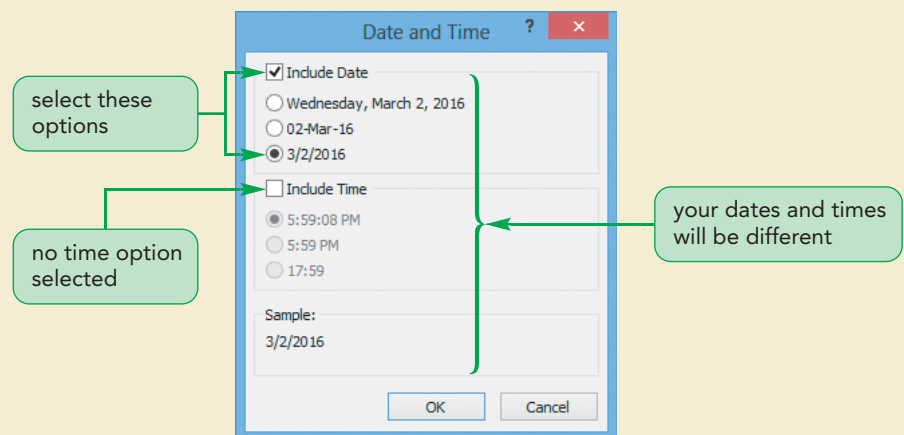 Date and Time
?
Include Date
Wednesday, March 2, 2016
02-Mar-16
3/2/2016
Include Time
5:59:08 PM
5:59 PM
17:59
Sample:
3/2/2016
OK
Cancel
select these
options
no time option
selected
your dates and times
will be different